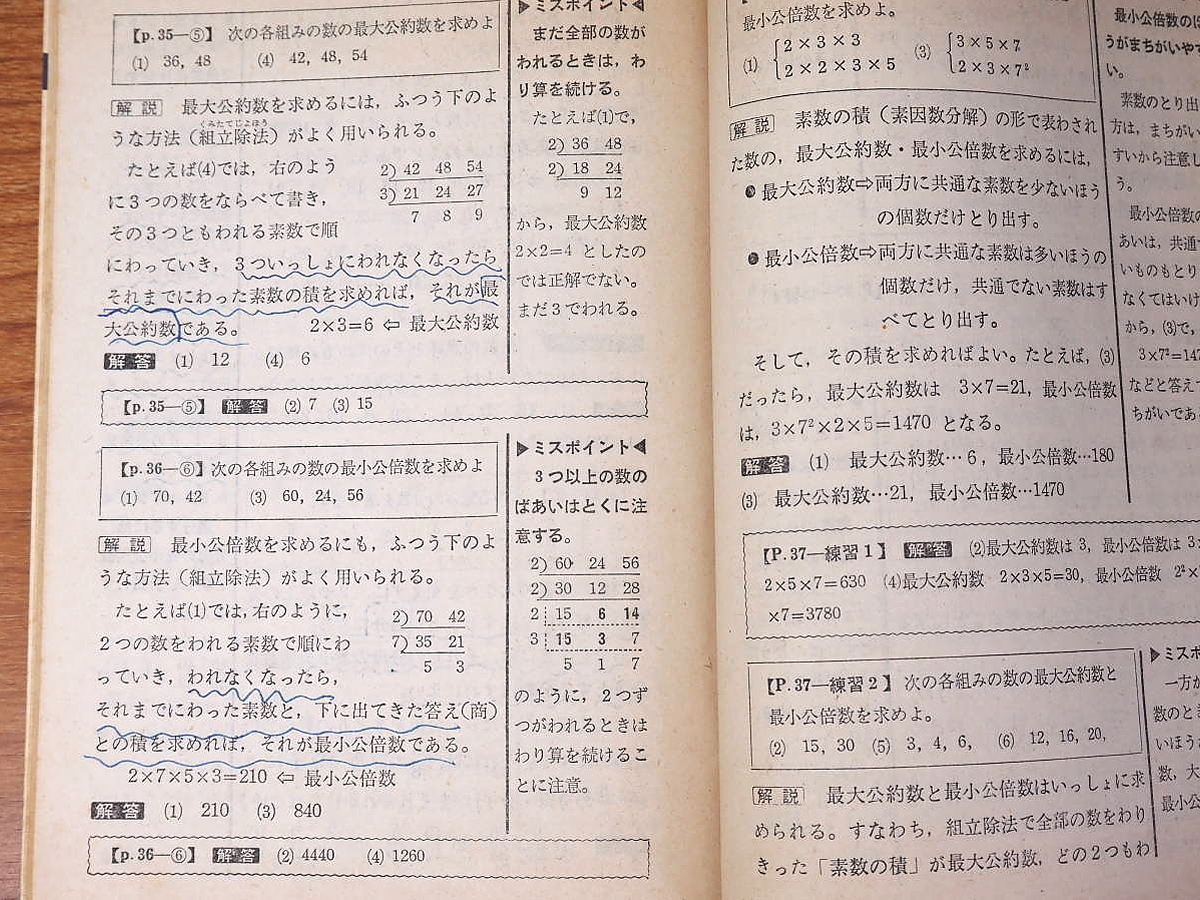 【p.35—⑤】 次の各組みの数の最大公約数を求めよ
(1) 36, 48 (4) 42, 48, 54
解説 最大公約数を求めるには，ふつう下のよ
くみたてじょほう
うな方法（組立除法）がよく用いられる。
たとえば(4)では，右のよう
に３つの数をならべて書き，
その３つともわれる素数で順
にわっていき，３ついっしょにわれなくなったら
それまでにわった素数の積を求めれば，それが最
大公約数である。 2×3=6 ⇦ 最大公約数
2) 42 48 54
3) 21 24 27
7 8 9
解答 (1) 12 (4) 6
【p.35—⑤】 解答 (2) 7 (3) 15
【p.36—⑥】次の各組みの数の最小公倍数を求めよ
(1) 70, 42 (3) 60, 24, 56
解説 最小公倍数を求めるにも，ふつう下のよ
うな方法（組立除法）がよく用いられる。
たとえば(1)では，右のように，
２つの数をわれる素数で順にわ
っていき，われなくなったら，
それまでにわった素数と，下に出てきた答え(商)
との積を求めれば，それが最小公倍数である。
2) 70 42
7) 35 21
5 3
2×7×5×3=210 ⇦ 最小公倍数
解答 (1) 210 (3) 840
【p.36—⑥】 解答 (2) 4440 (4) 1260
▶ミスポイント◀
まだ全部の数が
われるときは，わ
り算を続ける。
たとえば(1)で，
2) 36 48
2) 18 24
9 12
から，最大公約数
2×2=4 としたの
では正解でない。
まだ３でわれる。
▶ミスポイント◀
３つ以上の数の
ばあいはとくに注
意する。
2) 60 24 56
2) 30 12 28
2 15 6 14
3 15 3 7
5 1 7
のように，２つず
つがわれるときは
わり算を続けるこ
とに注意。
最小公倍数を求めよ。
(1) {2×3×3
2×2×3×5
(3) {3×5×7
2×3×7²
解説 素数の積（素因数分解）の形で表わされ
た数の，最大公約数・最小公倍数を求めるには，
❶ 最大公約数⇨両方に共通な素数を少ないほう
の個数だけとり出す。
❷ 最小公倍数⇨両方に共通な素数は多いほうの
個数だけ，共通でない素数はす
べてとり出す。
そして，その積を求めればよい。たとえば，(3)
だったら，最大公約数は 3×7=21，最小公倍数
は，3×7²×2×5=1470 となる。
解答 (1) 最大公約数…6，最小公倍数…180
(3) 最大公約数…21，最小公倍数…1470
【P.37—練習１】 解答 (2)最大公約数は 3，最小公倍数は 3
2×5×7=630 (4)最大公約数 2×3×5=30，最小公倍数 2²×
×7=3780
【P.37—練習２】 次の各組みの数の最大公約数と
最小公倍数を求めよ。
(2) 15, 30 (5) 3, 4, 6, (6) 12, 16, 20,
解説 最大公約数と最小公倍数はいっしょに求
められる。すなわち，組立除法で全部の数をわり
きった「素数の積」が最大公約数，どの２つもわ
最小公倍数のほ
うがまちがいやす
い。
素数のとり出
方は，まちがい
すいから注意し
う。
最小公倍数の
あいは，共通
いものもとり
なくてはいけ
から，(3)で，
3×7²=147
などと答えて
ちがいであ
▶ミスポ
一方が
数のと
いほう
数，大
最小公